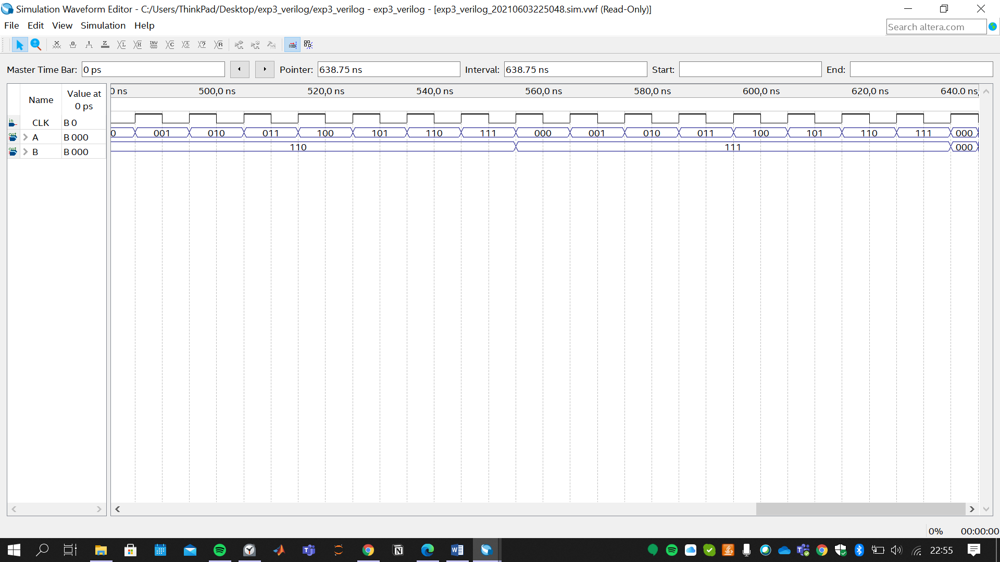 Simulation Waveform Editor - C:/Users/ThinkPad/Desktop/exp3_verilog/exp3_verilog - exp3_verilog - [exp3_verilog_20210603225048.sim.vwf (Read-Only)]
File Edit View Simulation Help
Search altera.com
Master Time Bar: 0 ps Pointer: 638.75 ns Interval: 638.75 ns Start: End:
Name Value at 0 ps
0 ns 500,0 ns 520,0 ns 540,0 ns 560,0 ns 580,0 ns 600,0 ns 620,0 ns 640.0 ns
CLK B 0
A B 000 0 001 010 011 100 101 110 111 000 001 010 011 100 101 110 111 000
B B 000 110 111 000
0% 00:00:00
22:55